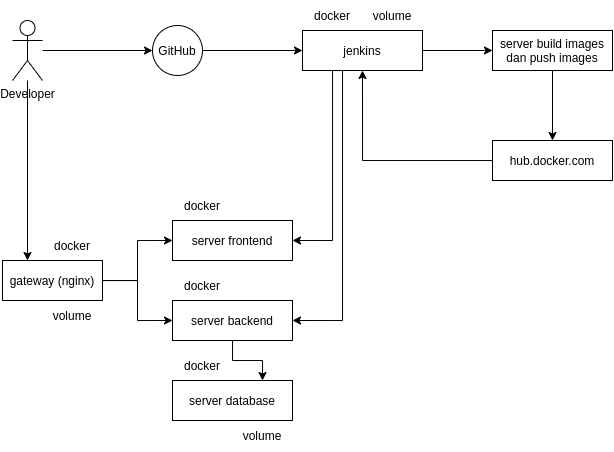 docker volume
GitHub
jenkins
server build images
dan push images
Developer
hub.docker.com
docker
server frontend
docker
gateway (nginx)
docker
server backend
volume
docker
server database
volume